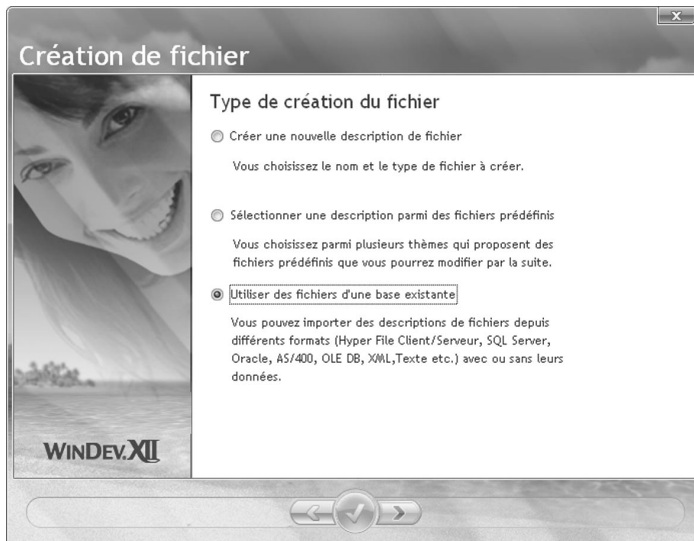 Création de fichier
Type de création du fichier
Créer une nouvelle description de fichier
Vous choisissez le nom et le type de fichier à créer.
Sélectionner une description parmi des fichiers prédéfinis
Vous choisissez parmi plusieurs thèmes qui proposent des
fichiers prédéfinis que vous pourrez modifier par la suite.
Utiliser des fichiers d'une base existante
Vous pouvez importer des descriptions de fichiers depuis
différents formats (Hyper File Client/Serveur, SQL Server,
Oracle, AS/400, OLE DB, XML,Texte etc.) avec ou sans leurs
données.
WINDEV.XII